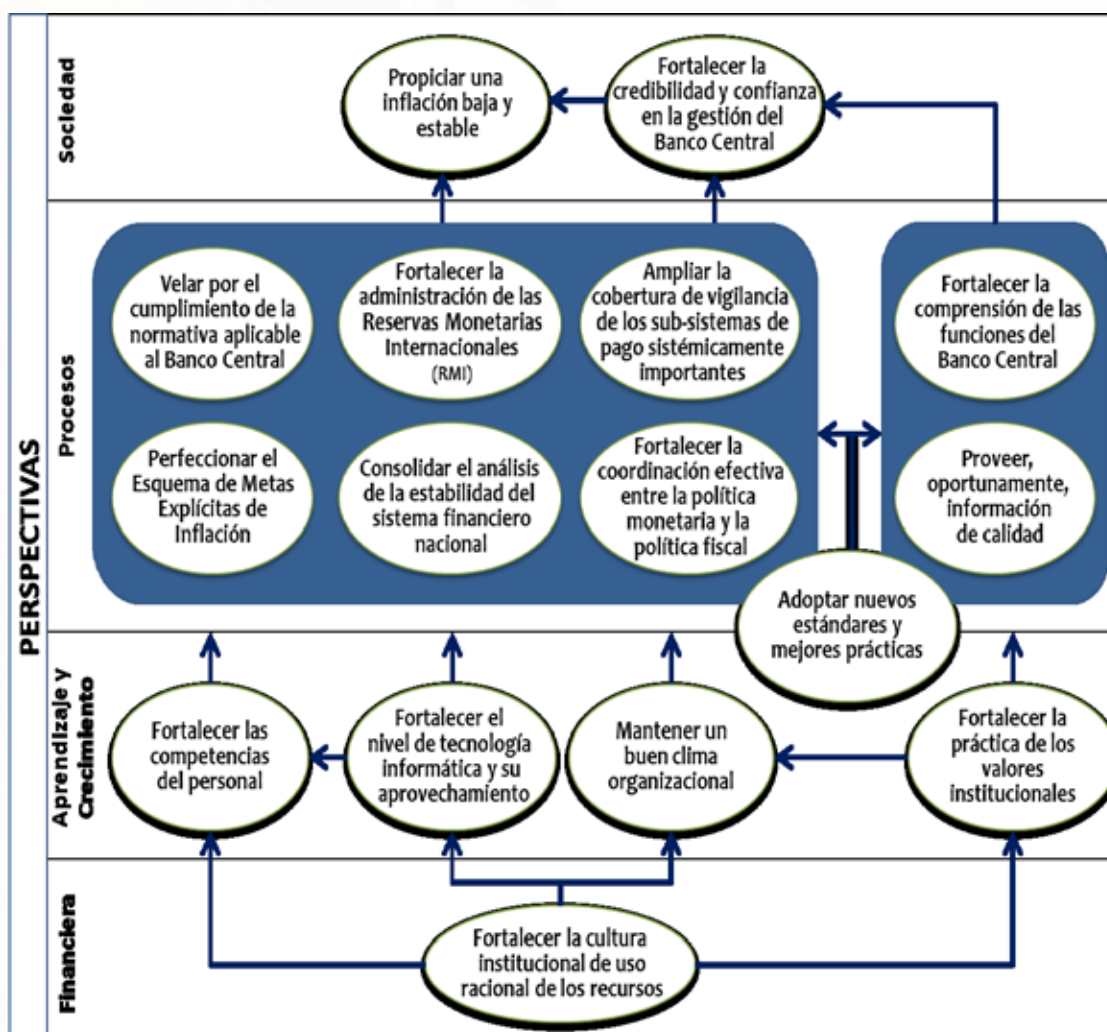 PERSPECTIVAS
Sociedad
Propiciar una
inflación baja y
estable
Fortalecer la
credibilidad y confianza
en la gestión del
Banco Central
Procesos
Velar por el
cumplimiento de la
normativa aplicable
al Banco Central
Fortalecer la
administración de las
Reservas Monetarias
Internacionales
(RMI)
Ampliar la
cobertura de vigilancia
de los sub-sistemas de
pago sistémicamente
importantes
Fortalecer la
comprensión de las
funciones del
Banco Central
Perfeccionar el
Esquema de Metas
Explícitas de
Inflación
Consolidar el análisis
de la estabilidad del
sistema financiero
nacional
Fortalecer la
coordinación efectiva
entre la política
monetaria y la
política fiscal
Proveer,
oportunamente,
información
de calidad
Adoptar nuevos
estándares y
mejores prácticas
Aprendizaje y
Crecimiento
Fortalecer las
competencias
del personal
Fortalecer el
nivel de tecnología
informática y su
aprovechamiento
Mantener un
buen clima
organizacional
Fortalecer la
práctica de los
valores
institucionales
Financiera
Fortalecer la cultura
institucional de uso
racional de los recursos